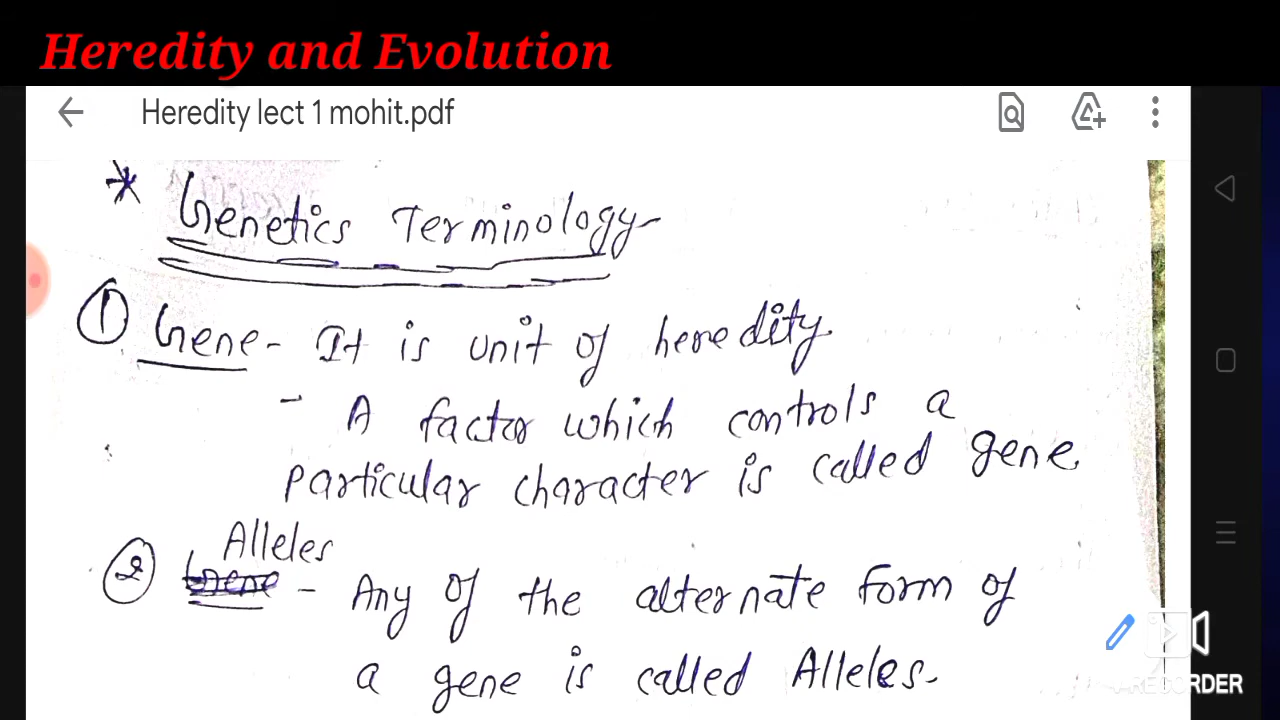 Heredity and Evolution
Heredity lect 1 mohit.pdf
* Genetics Terminology
① Gene - It is unit of heredity.
- A factor which controls a
particular character is called gene.
Alleles
② Gene - Any of the alternate form of
a gene is called Alleles.
RECORDER